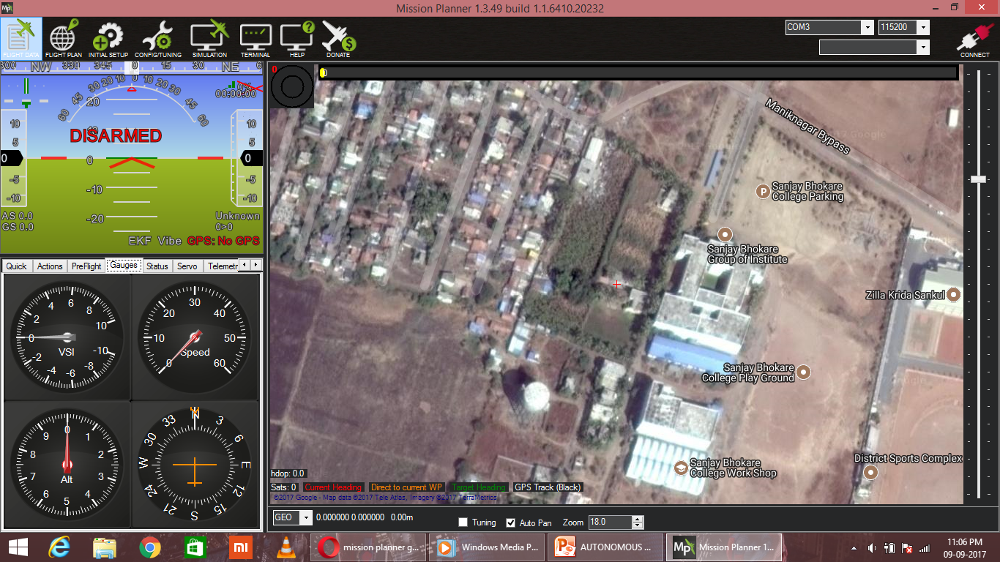 Mission Planner 1.3.49 build 1.1.6410.20232
FLIGHT DATA FLIGHT PLAN INITIAL SETUP CONFIG/TUNING SIMULATION TERMINAL HELP DONATE
COM3 115200
CONNECT
300 NW 345 0 15 NE 6
60 45 30 20 10 0 10 20 30 45 60
0%
00:00:00
20
DISARMED
10 5 0 -5 -10
0
-10
-20
10 5 0 -5 -10
AS 0.0
GS 0.0
Unknown
0>0
EKF Vibe GPS: No GPS
Quick Actions PreFlight Gauges Status Servo Telemetr
0 2 4 6 8 10 -10 -8 -6 -4 -2
VSI
0 10 20 30 40 50 60
Speed
0 1 2 3 4 5 6 7 8 9
Alt
N 3 6 E 12 15 S 21 24 W 30 33
0
0
Maniknagar Bypass
Sanjay Bhokare
College Parking
Sanjay Bhokare
Group of Institute
Zilla Krida Sankul
Sanjay Bhokare
College Play Ground
District Sports Complex
Sanjay Bhokare
College Work Shop
hdop: 0.0
Sats: 0 Current Heading Direct to current WP Target Heading GPS Track (Black)
©2017 Google - Map data ©2017 Tele Atlas, Imagery ©2017 TerraMetrics
GEO 0.000000 0.000000 0.00m
Tuning Auto Pan Zoom 18.0
mission planner g... Windows Media P... AUTONOMOUS ... Mission Planner 1...
11:06 PM
09-09-2017